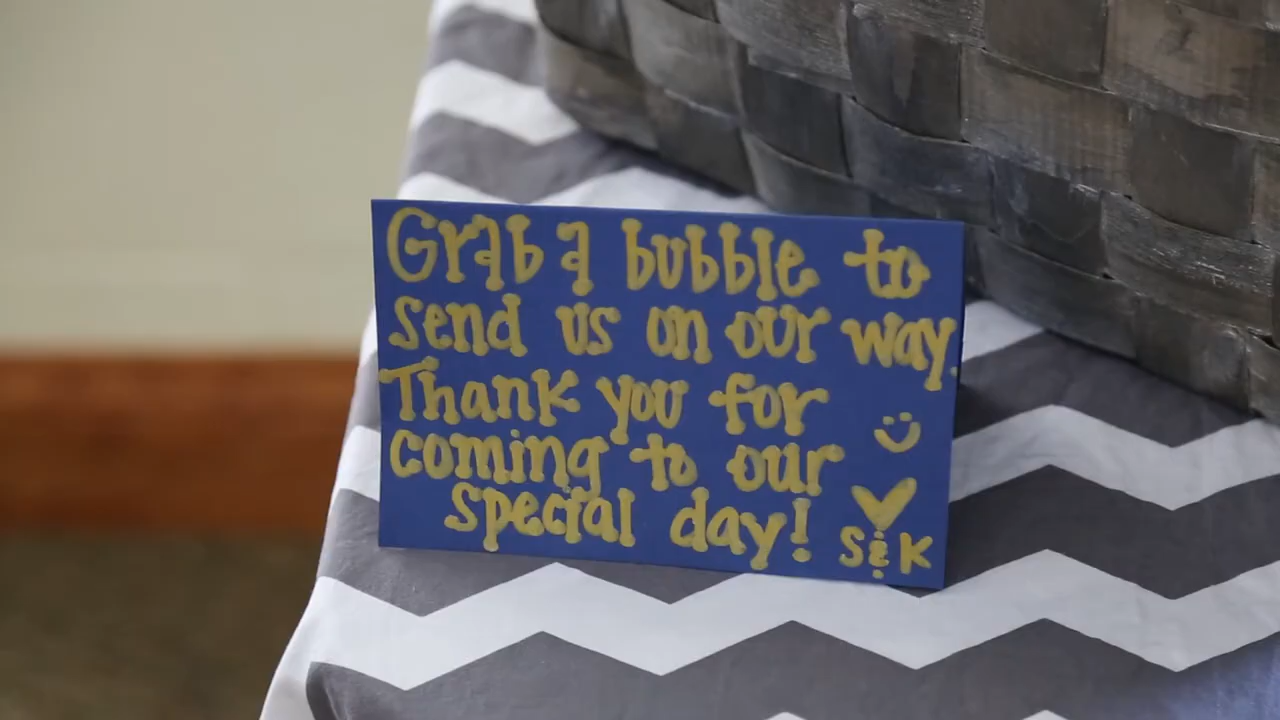 Grab a bubble to
send us on our way.
Thank you for
coming to our
special day!
S & K